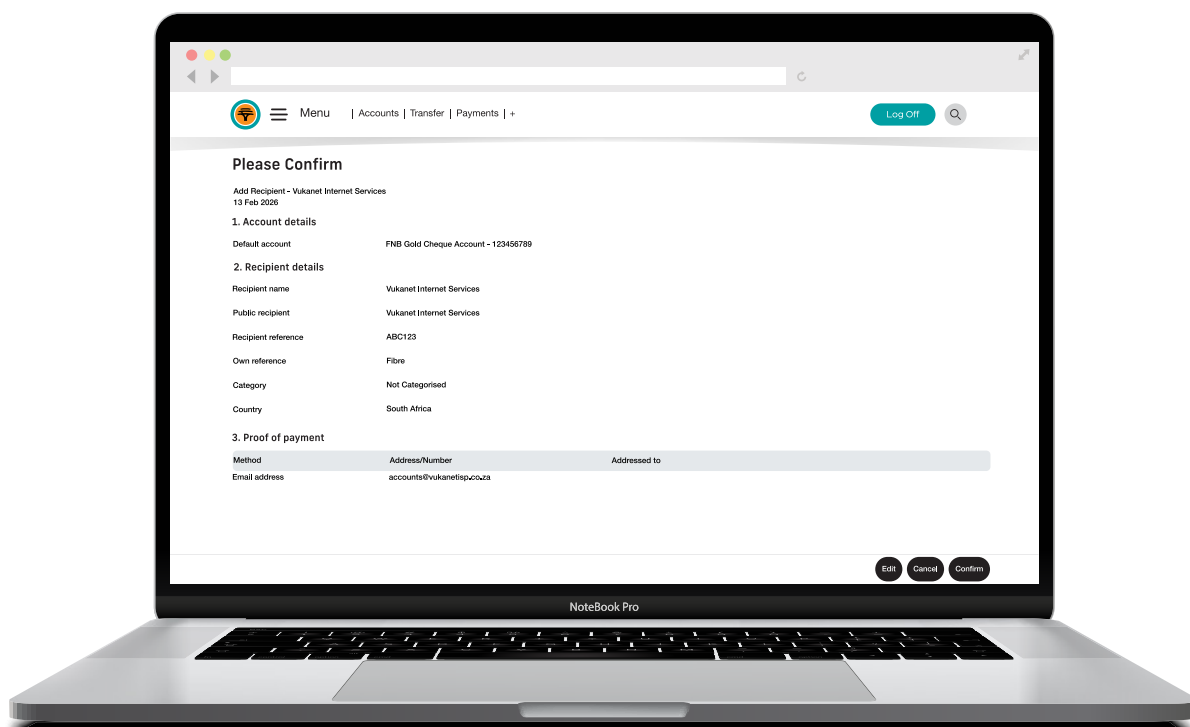 Menu | Accounts | Transfer | Payments | +
Log Off
Please Confirm
Add Recipient - Vukanet Internet Services
13 Feb 2026
1. Account details
Default account FNB Gold Cheque Account - 123456789
2. Recipient details
Recipient name Vukanet Internet Services
Public recipient Vukanet Internet Services
Recipient reference ABC123
Own reference Fibre
Category Not Categorised
Country South Africa
3. Proof of payment
Method Address/Number Addressed to
Email address accounts@vukanetisp.co.za
Edit Cancel Confirm
NoteBook Pro